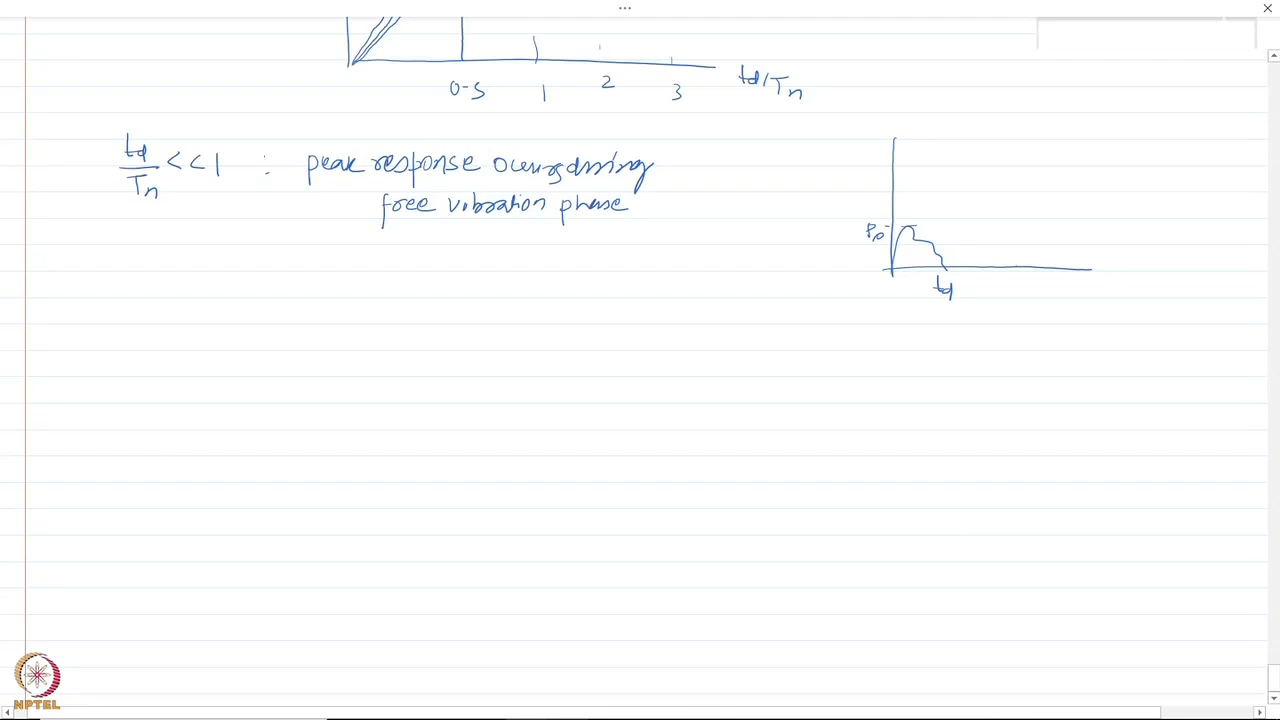 0-5 1 2 3 td/Tn
td/Tn << 1 : peak response occurs during
free vibration phase
Po
td
NPTEL